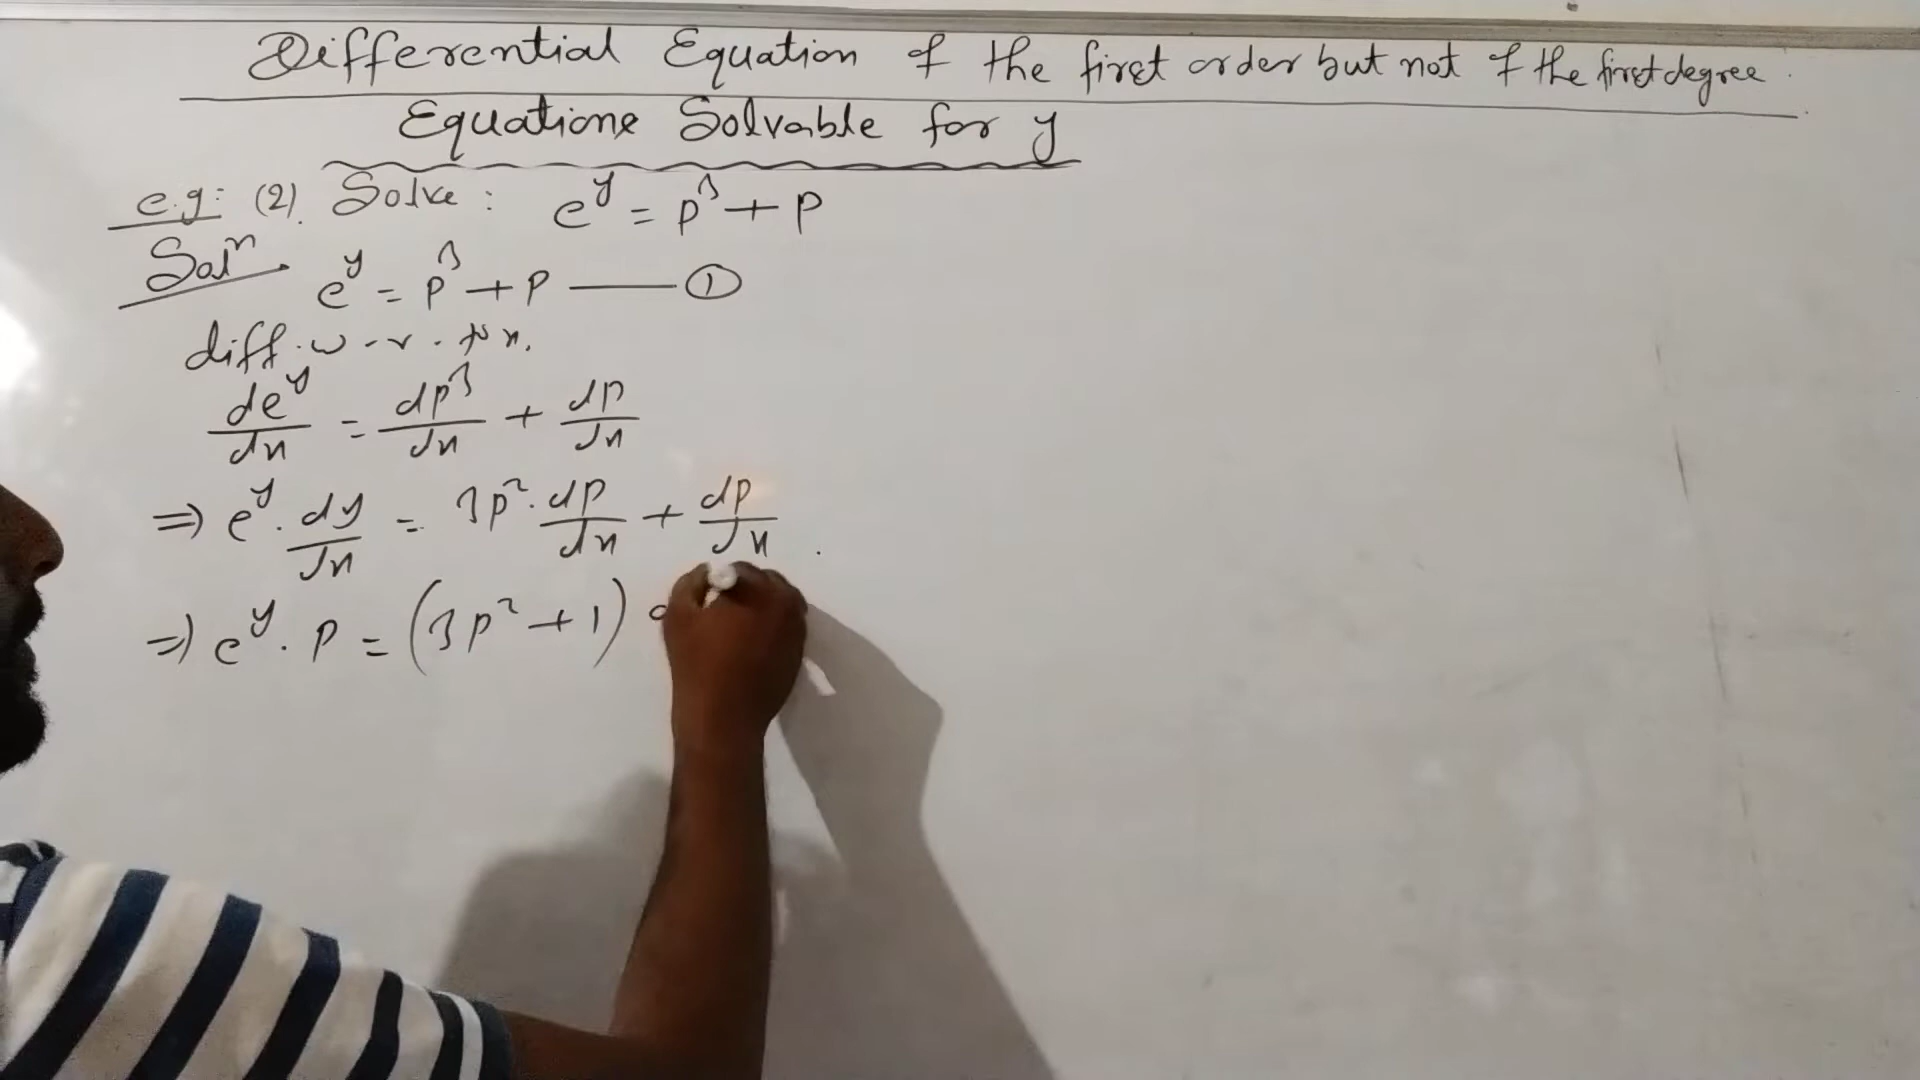 Differential Equation of the first order but not of the first degree.
Equations Solvable for y
e.g: (2). Solve : e^y = p^3 + p
Sol^n e^y = p^3 + p —— ①
diff. w.r.to x.
de^y/dx = dp^3/dx + dp/dx
⇒ e^y . dy/dx = 3p^2 . dp/dx + dp/dx .
⇒ e^y . p = (3p^2 + 1)